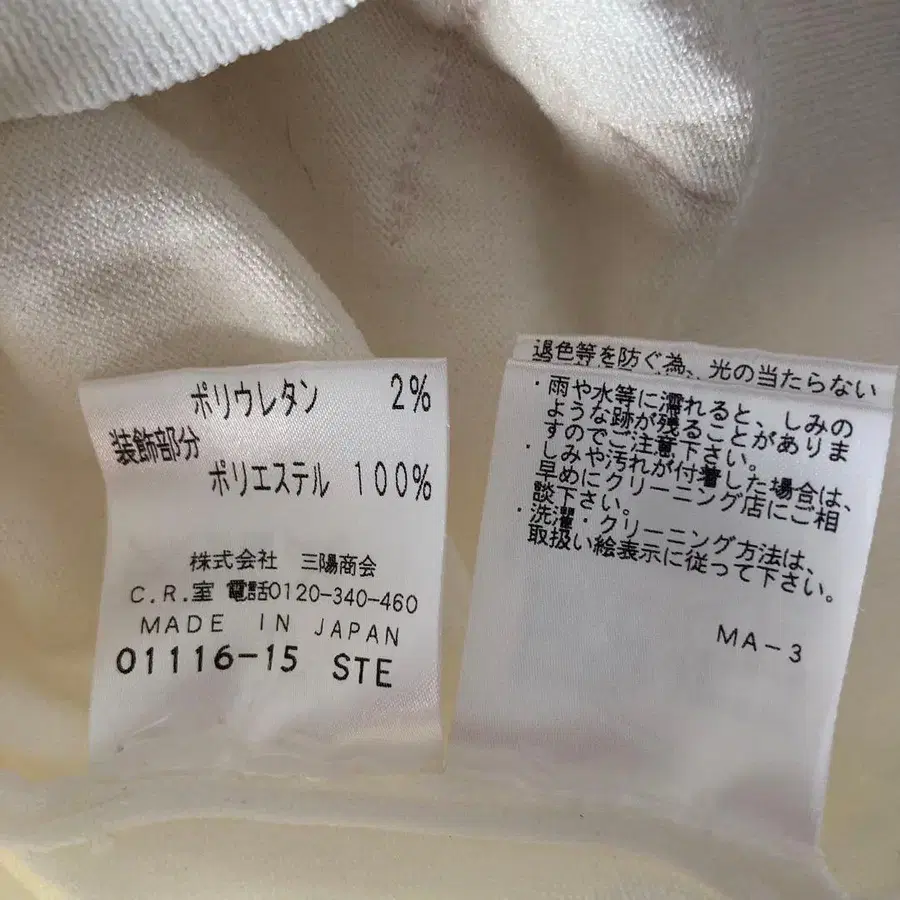 ポリウレタン 2%
装飾部分
ポリエステル 100%
株式会社 三陽商会
C.R.室 電話0120-340-460
MADE IN JAPAN
01116-15 STE
退色等を防ぐ為、光の当たらない
・雨や水等に濡れると、しみの
ような跡が残ることがありま
すのでご注意下さい。
・しみや汚れが付着した場合は、
早めにクリーニング店にご相
談下さい。
・洗濯・クリーニング方法は、
取扱い絵表示に従って下さい。
MA-3